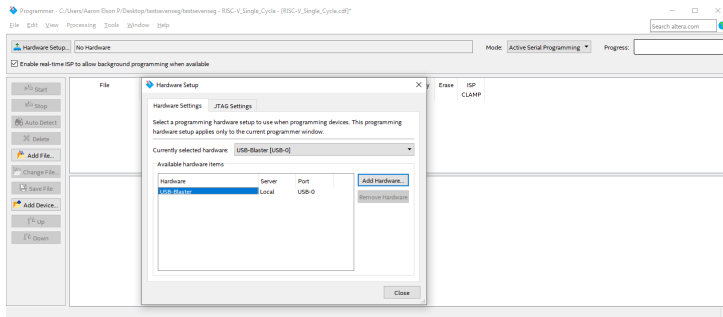 Programmer - C:/Users/Aaron Elson P/Desktop/testsevenseg/testsevenseg - RISC-V_Single_Cycle - [RISC-V_Single_Cycle.cdf]*
File Edit View Processing Tools Window Help
Search altera.com
Hardware Setup... No Hardware Mode: Active Serial Programming Progress:
Enable real-time ISP to allow background programming when available
Start
Stop
Auto Detect
Delete
Add File...
Change File...
Save File
Add Device...
Up
Down
File
y Erase ISP
CLAMP
Hardware Setup
Hardware Settings JTAG Settings
Select a programming hardware setup to use when programming devices. This programming
hardware setup applies only to the current programmer window.
Currently selected hardware: USB-Blaster [USB-0]
Available hardware items
Hardware Server Port
USB-Blaster Local USB-0
Add Hardware...
Remove Hardware
Close